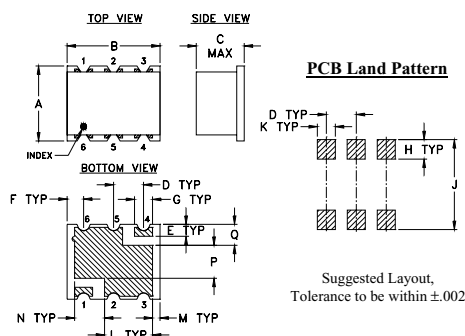 TOP VIEW
SIDE VIEW
B
C
MAX
1 2 3
A
6 5 4
INDEX
BOTTOM VIEW
D TYP
F TYP
G TYP
6 5 4
E TYP
Q
P
1 2 3
N TYP
M TYP
L TYP
PCB Land Pattern
D TYP
K TYP
H TYP
J
Suggested Layout,
Tolerance to be within ±.002